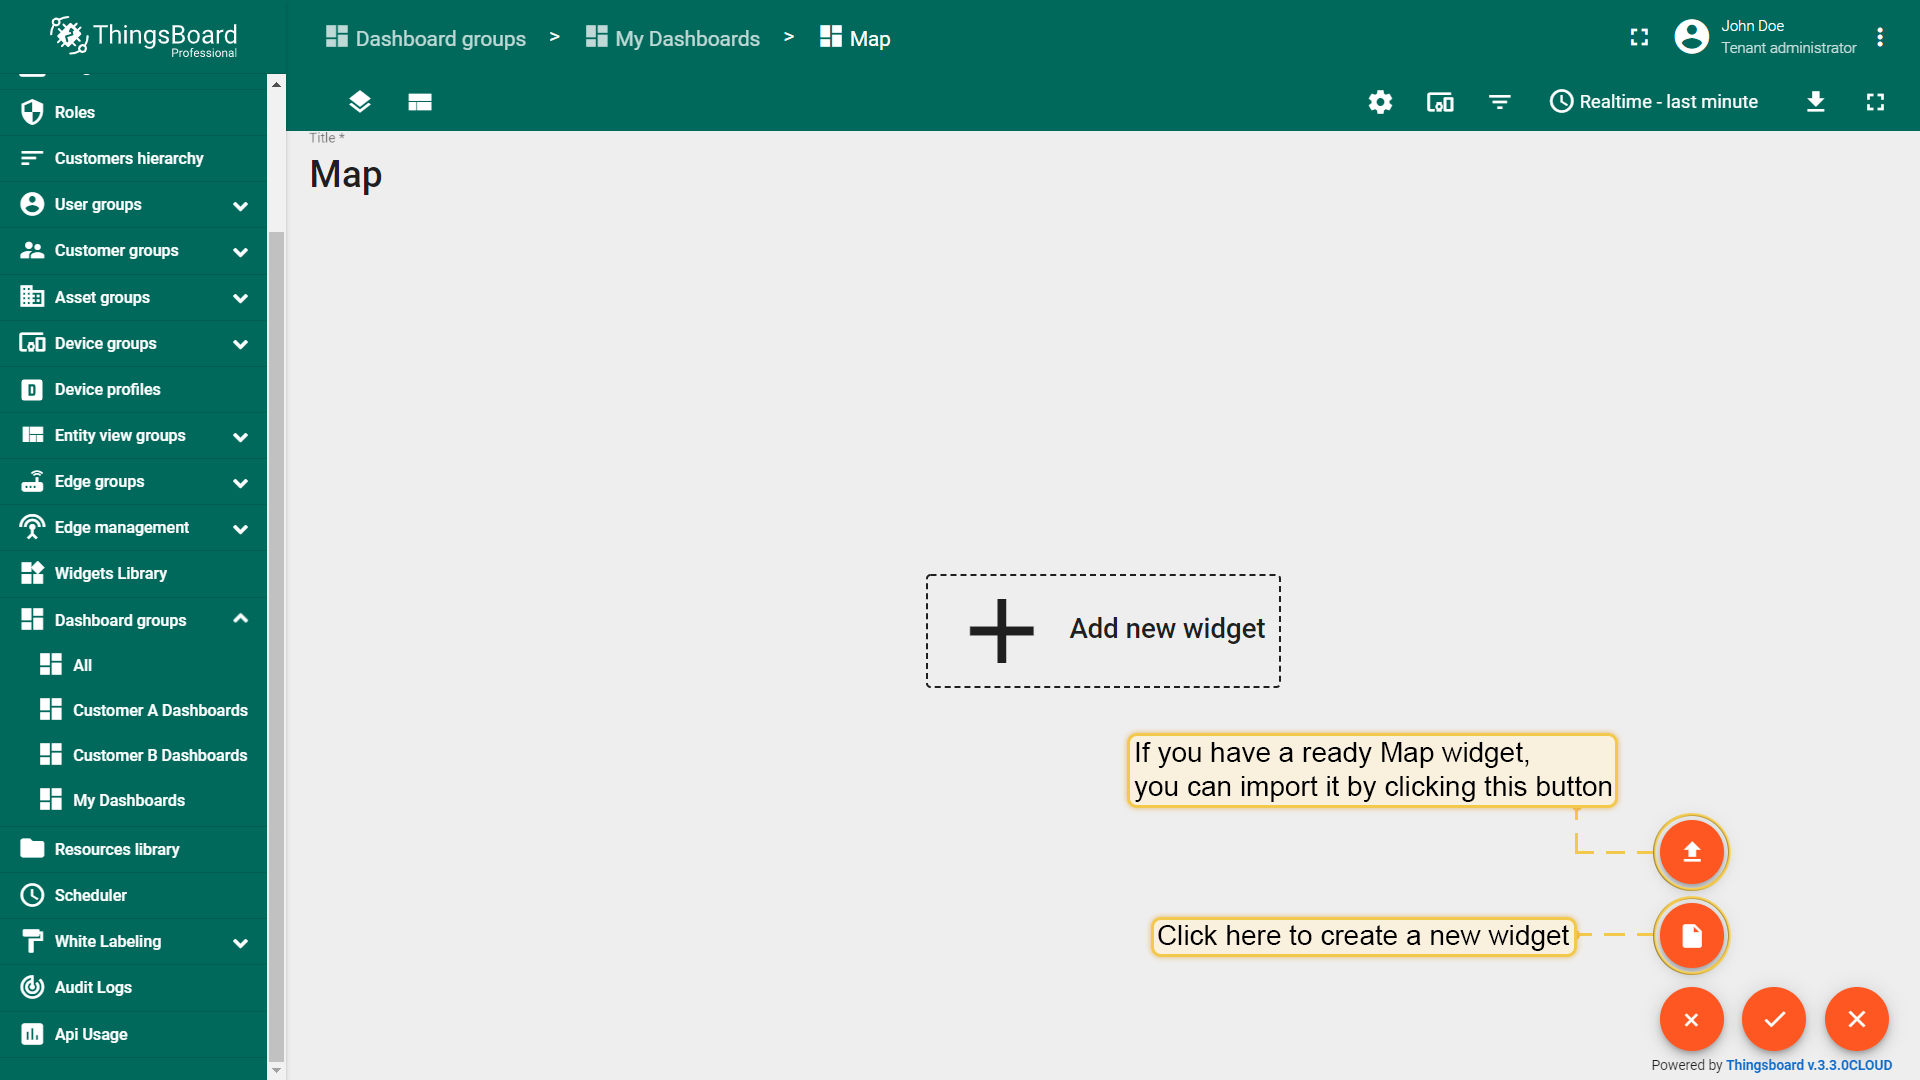 ThingsBoard
Professional
Dashboard groups > My Dashboards > Map
John Doe
Tenant administrator
Realtime - last minute
Roles
Customers hierarchy
User groups
Customer groups
Asset groups
Device groups
Device profiles
Entity view groups
Edge groups
Edge management
Widgets Library
Dashboard groups
All
Customer A Dashboards
Customer B Dashboards
My Dashboards
Resources library
Scheduler
White Labeling
Audit Logs
Api Usage
Title *
Map
Add new widget
If you have a ready Map widget,
you can import it by clicking this button
Click here to create a new widget
Powered by Thingsboard v.3.3.0CLOUD